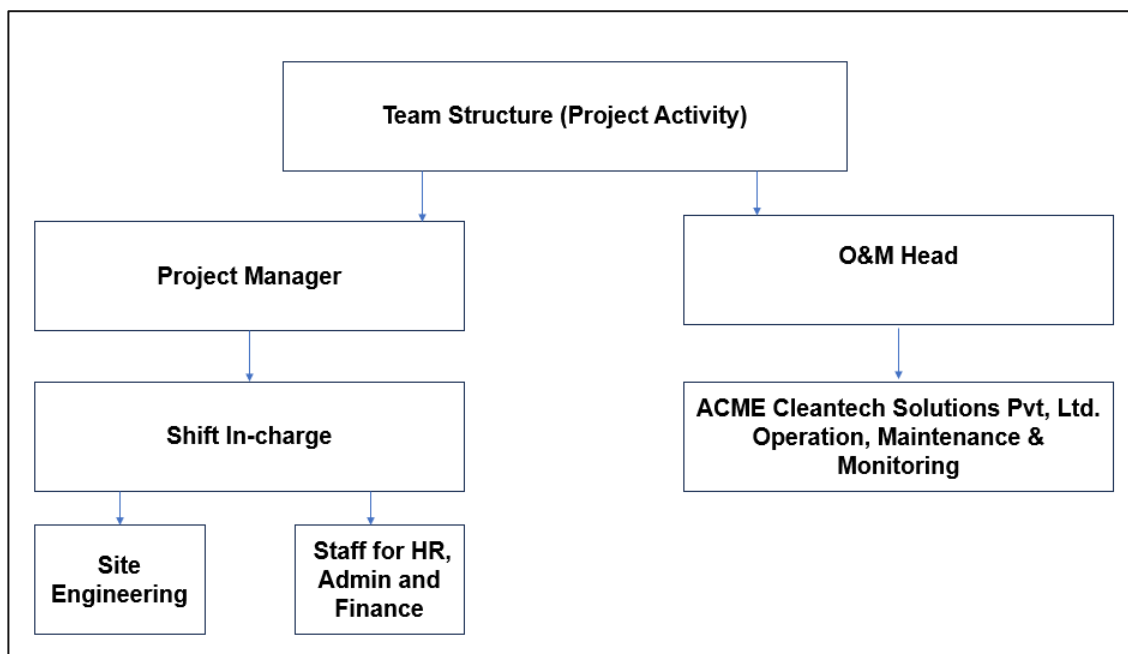 Team Structure (Project Activity)
Project Manager
O&M Head
Shift In-charge
ACME Cleantech Solutions Pvt, Ltd.
Operation, Maintenance &
Monitoring
Site
Engineering
Staff for HR,
Admin and
Finance